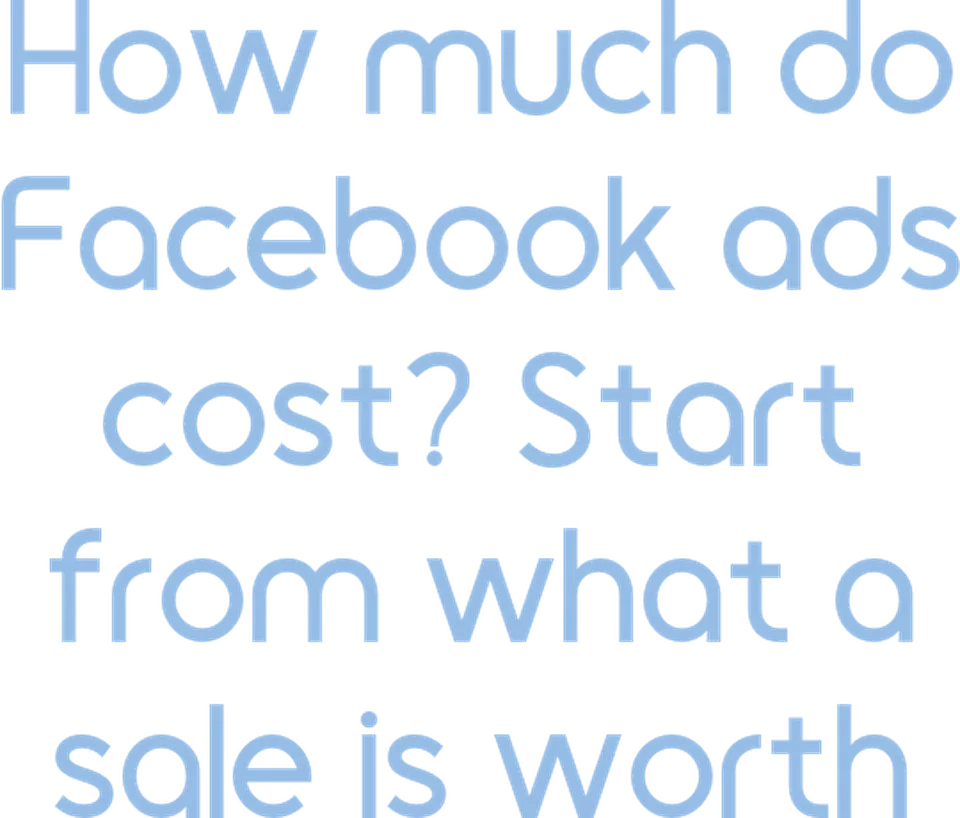 How much do
Facebook ads
cost? Start
from what a
sale is worth